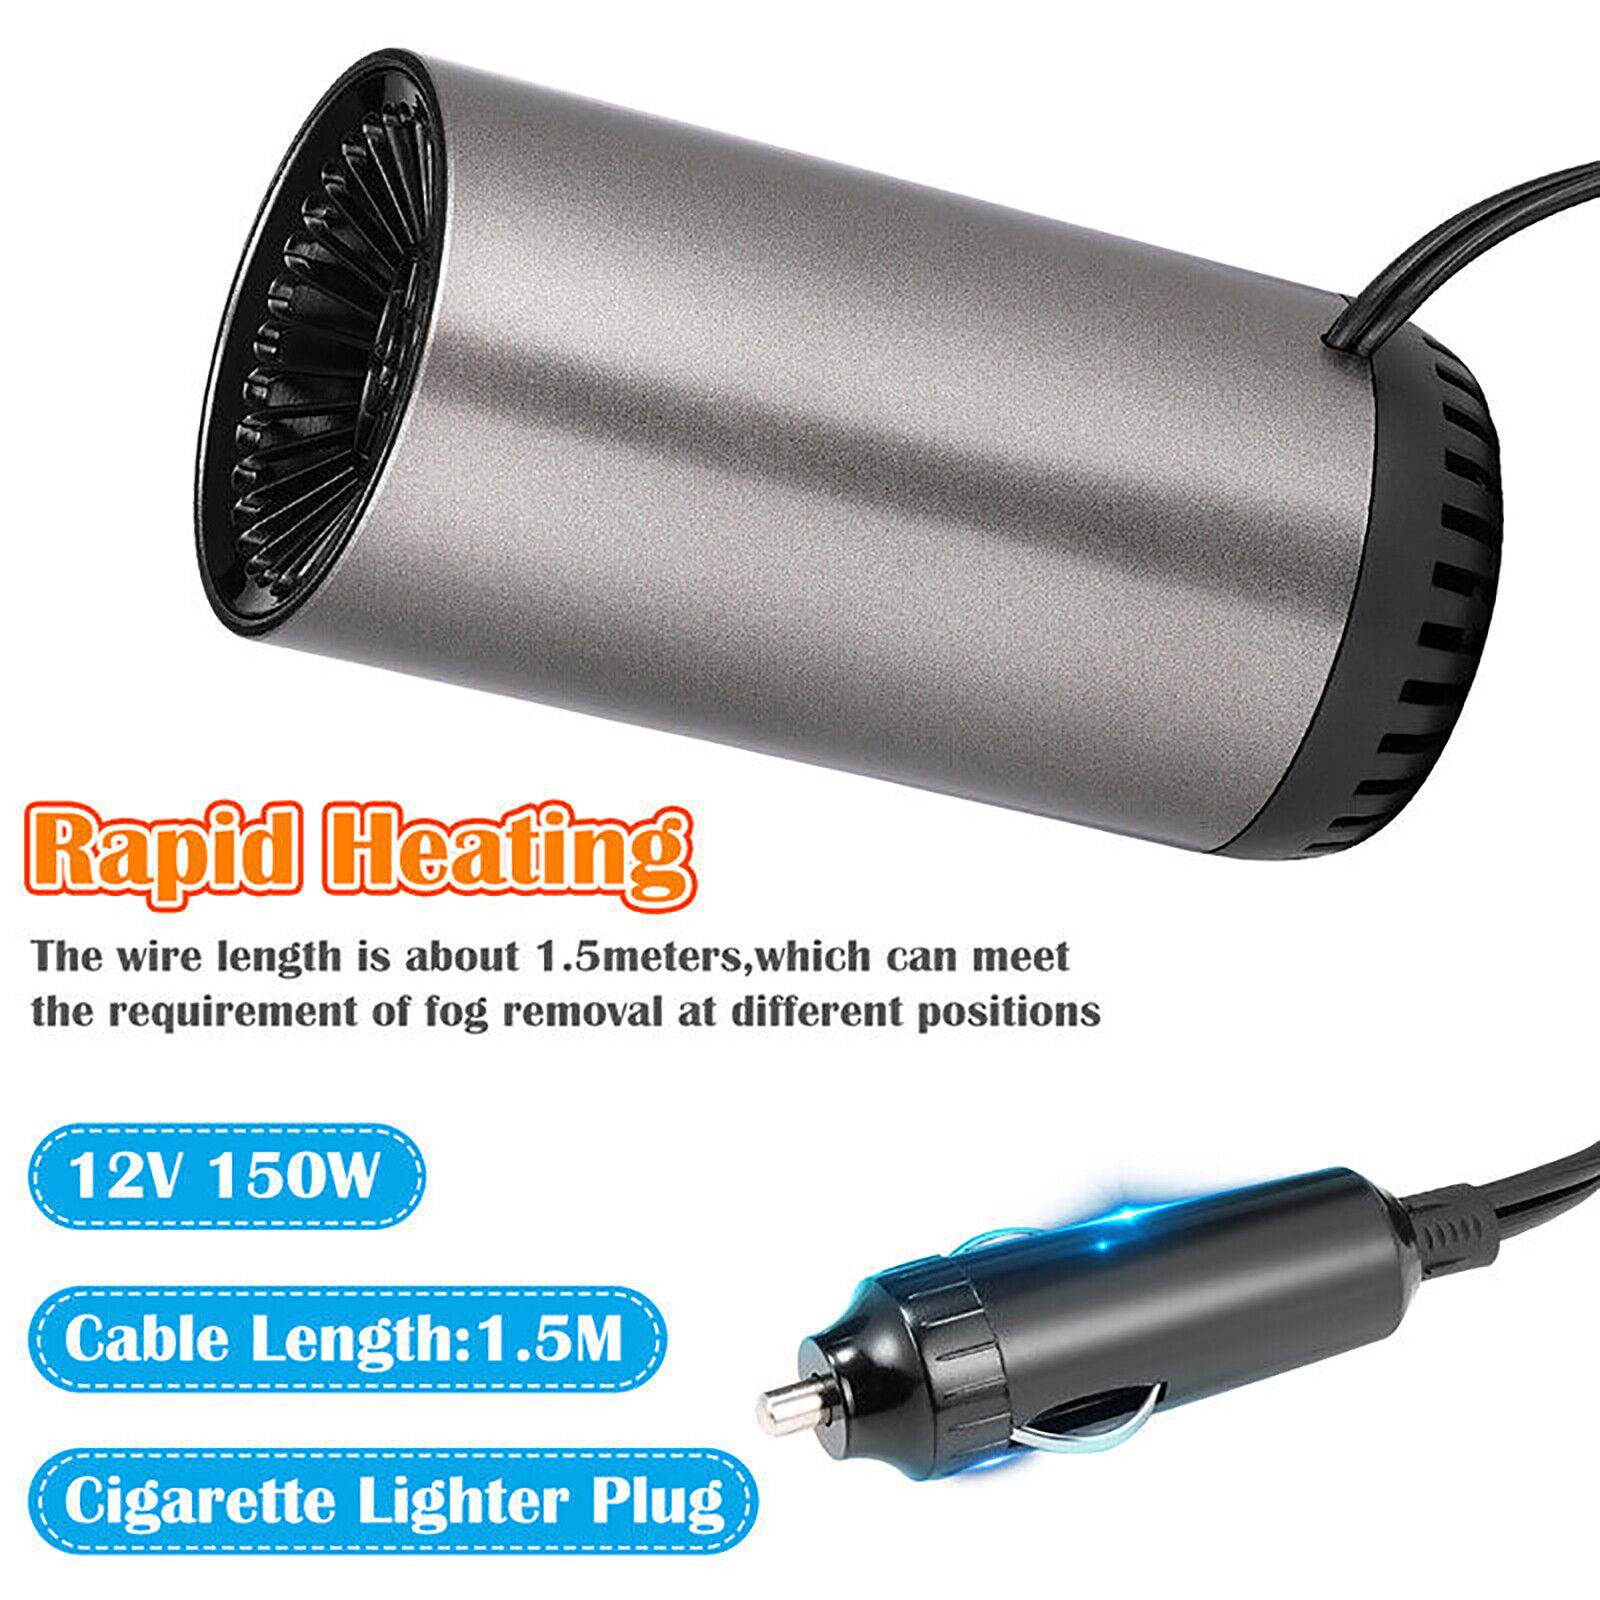 Rapid Heating
The wire length is about 1.5meters,which can meet
the requirement of fog removal at different positions
12V 150W
Cable Length:1.5M
Cigarette Lighter Plug